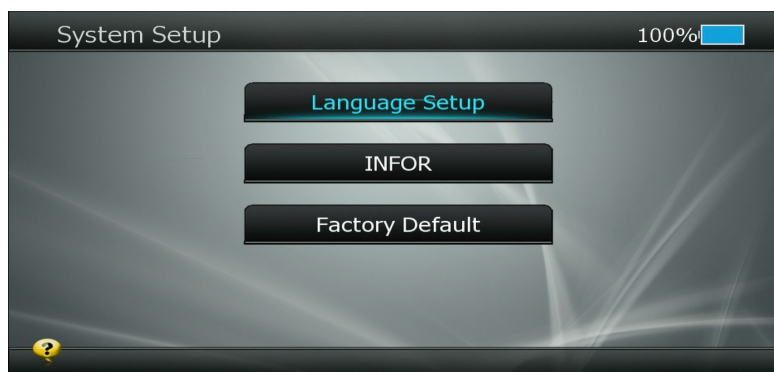 System Setup
100%
Language Setup
INFOR
Factory Default
?